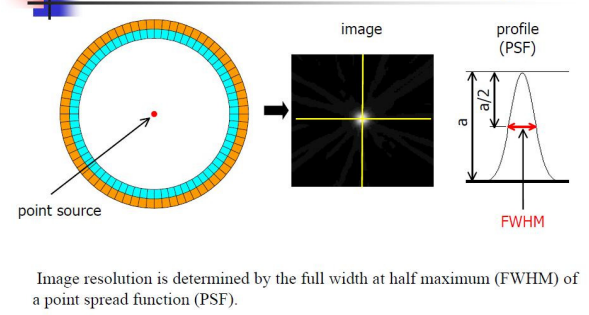 image
profile
(PSF)
a/2
a
point source
FWHM
Image resolution is determined by the full width at half maximum (FWHM) of
a point spread function (PSF).